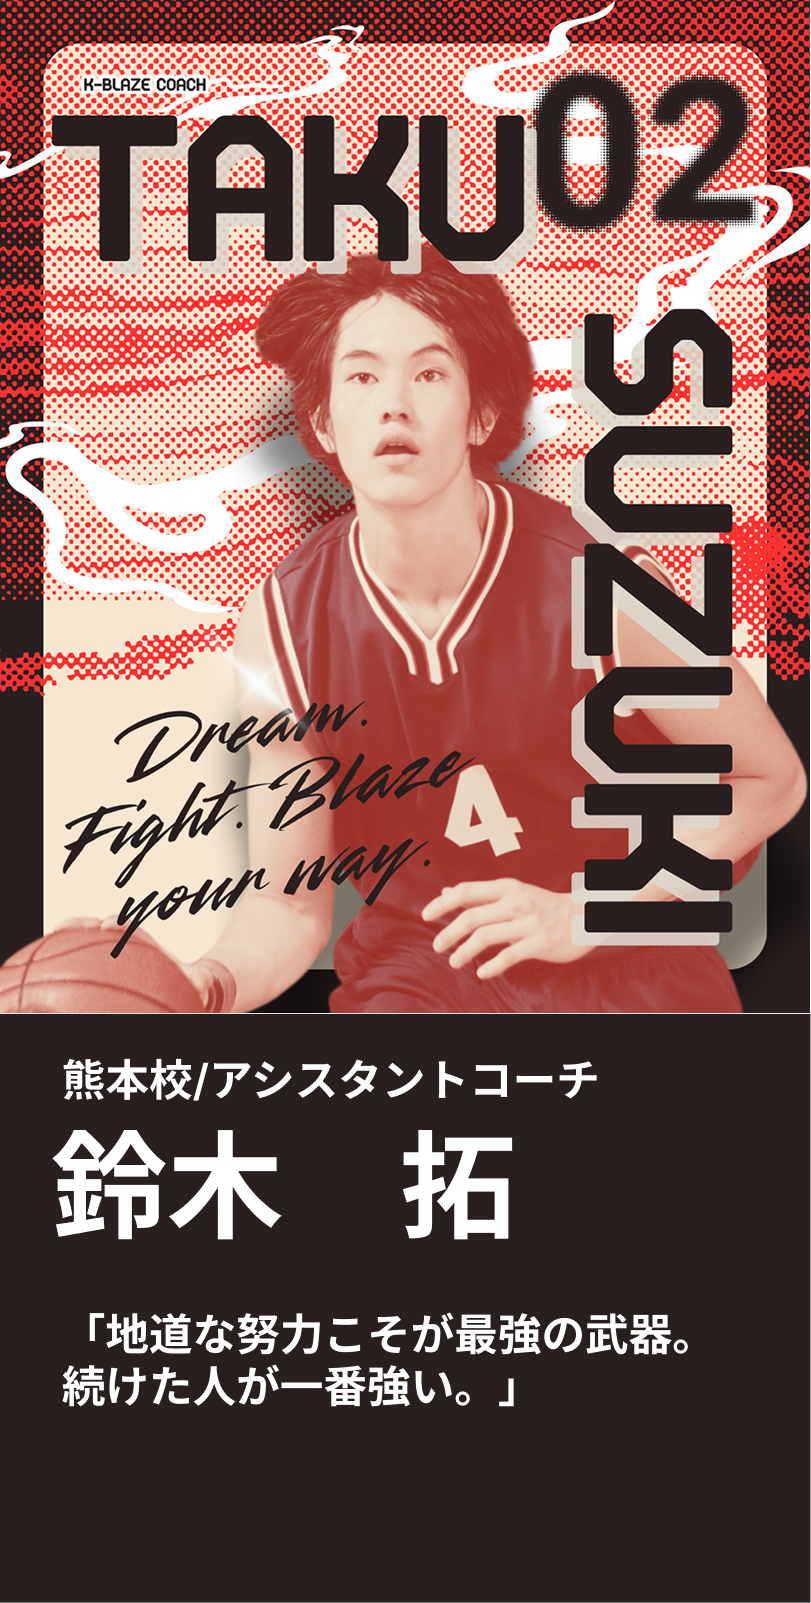 K-BLAZE COACH
TAKU
02
SUZUKI
Dream.
Fight. Blaze
your way.
4
熊本校/アシスタントコーチ
鈴木　拓
「地道な努力こそが最強の武器。
続けた人が一番強い。」